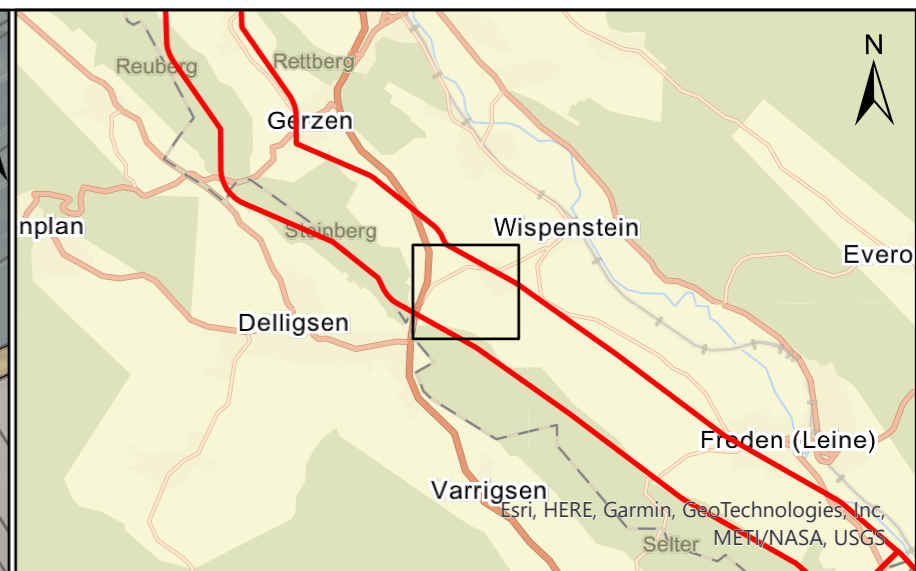 N
Reuberg
Rettberg
Gerzen
nplan
Steinberg
Wispenstein
Evero
Delligsen
Freden (Leine)
Varrigsen
Esri, HERE, Garmin, GeoTechnologies, Inc,
METI/NASA, USGS
Selter